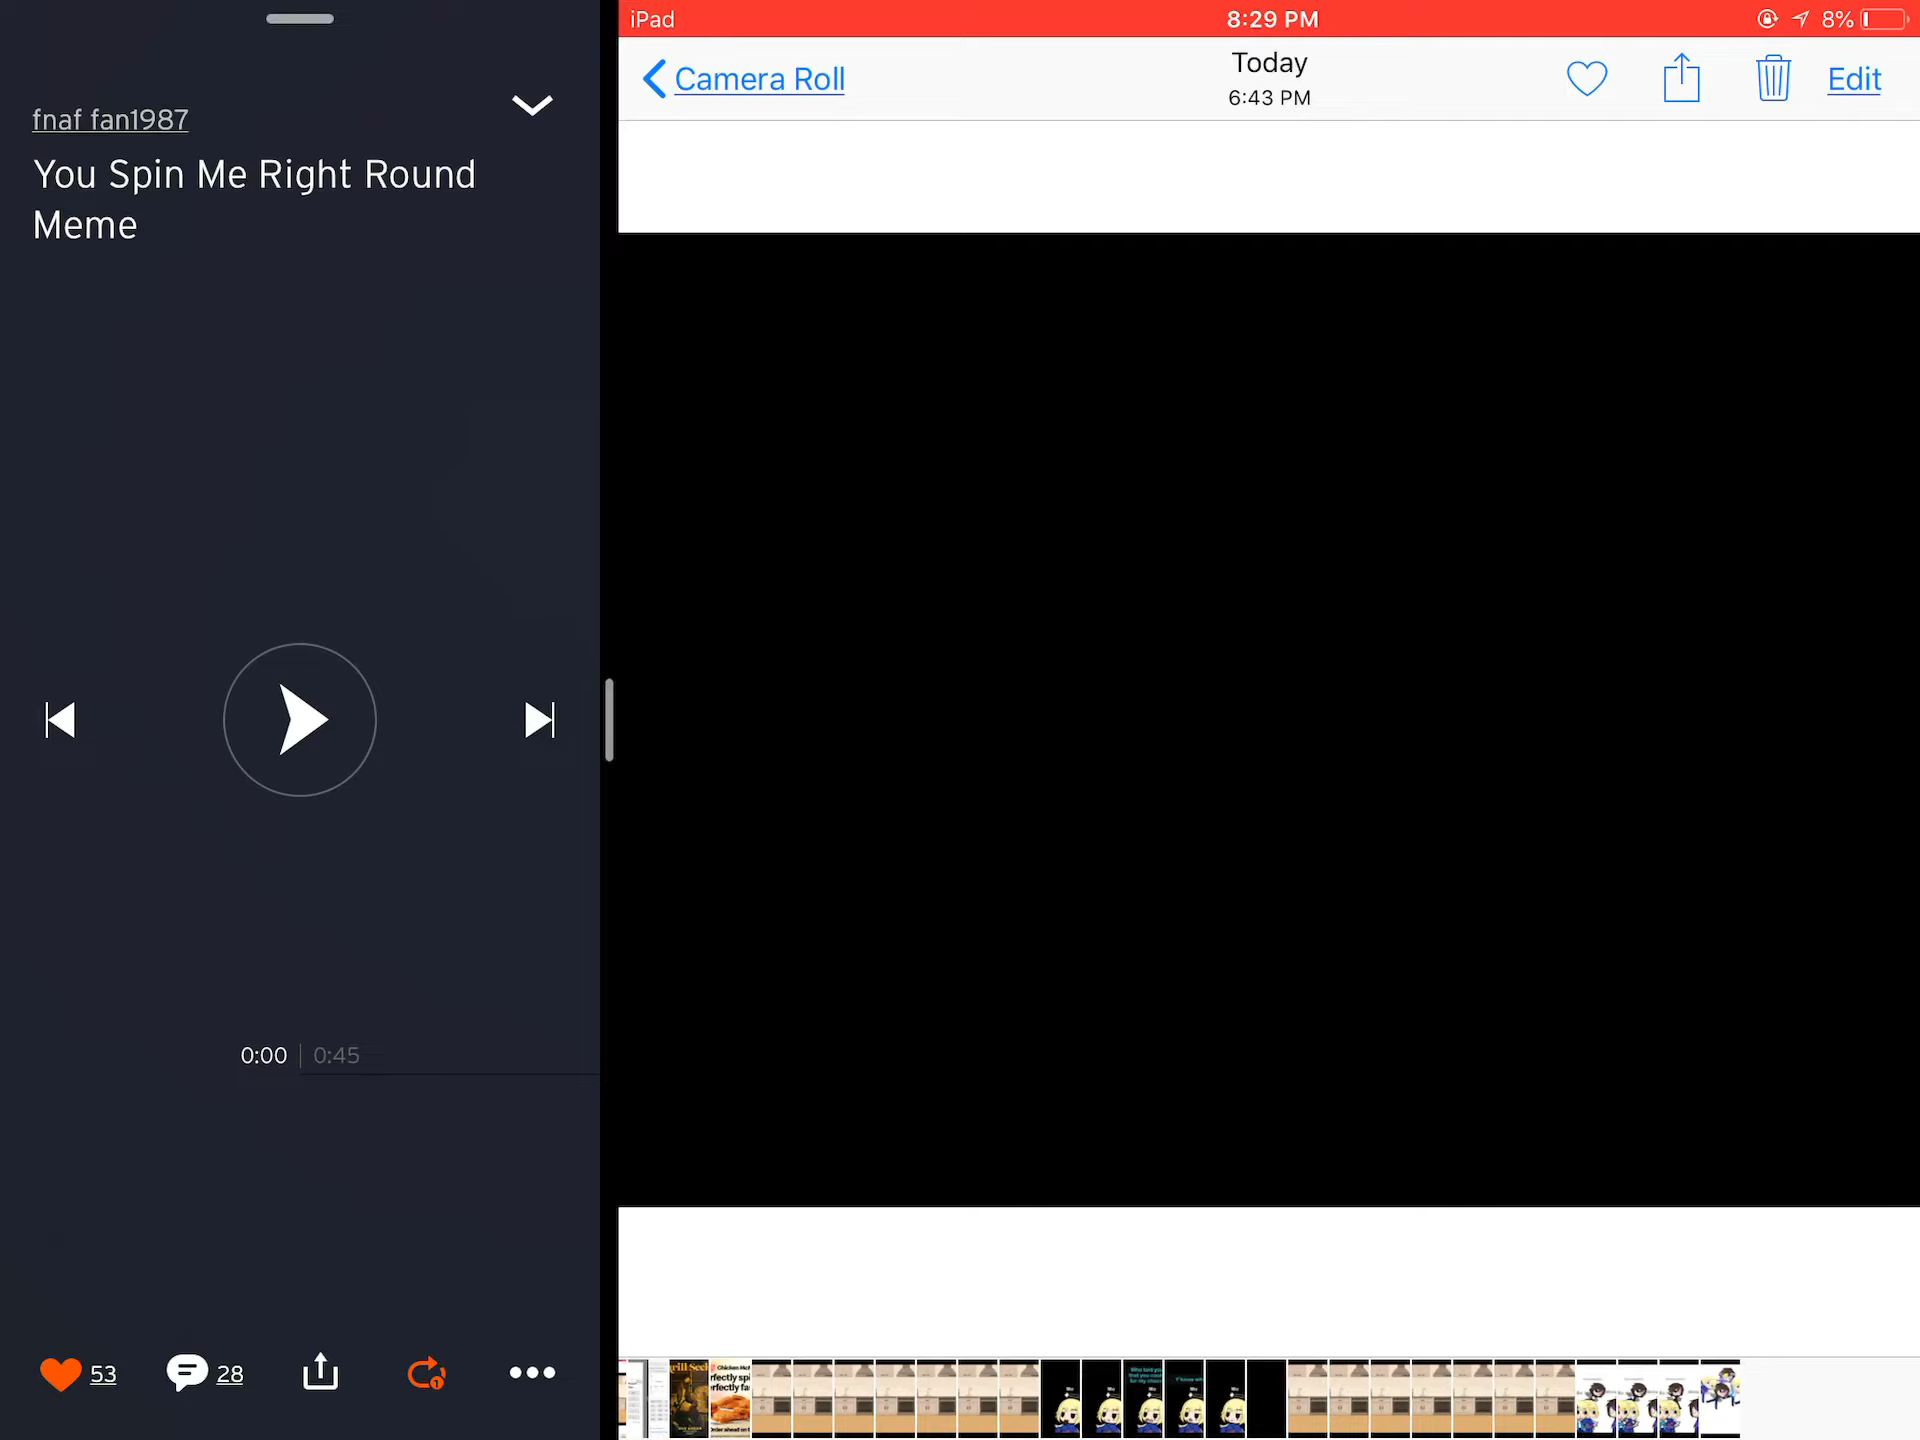 fnaf fan1987
You Spin Me Right Round
Meme
0:00
0:45
53
28
iPad
8:29 PM
8%
Camera Roll
Today
6:43 PM
Edit